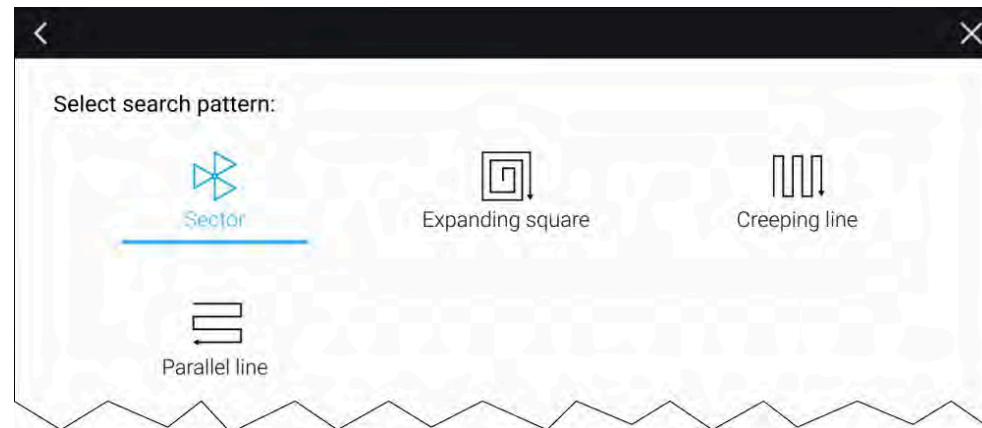 Select search pattern:
Sector
Expanding square
Creeping line
Parallel line